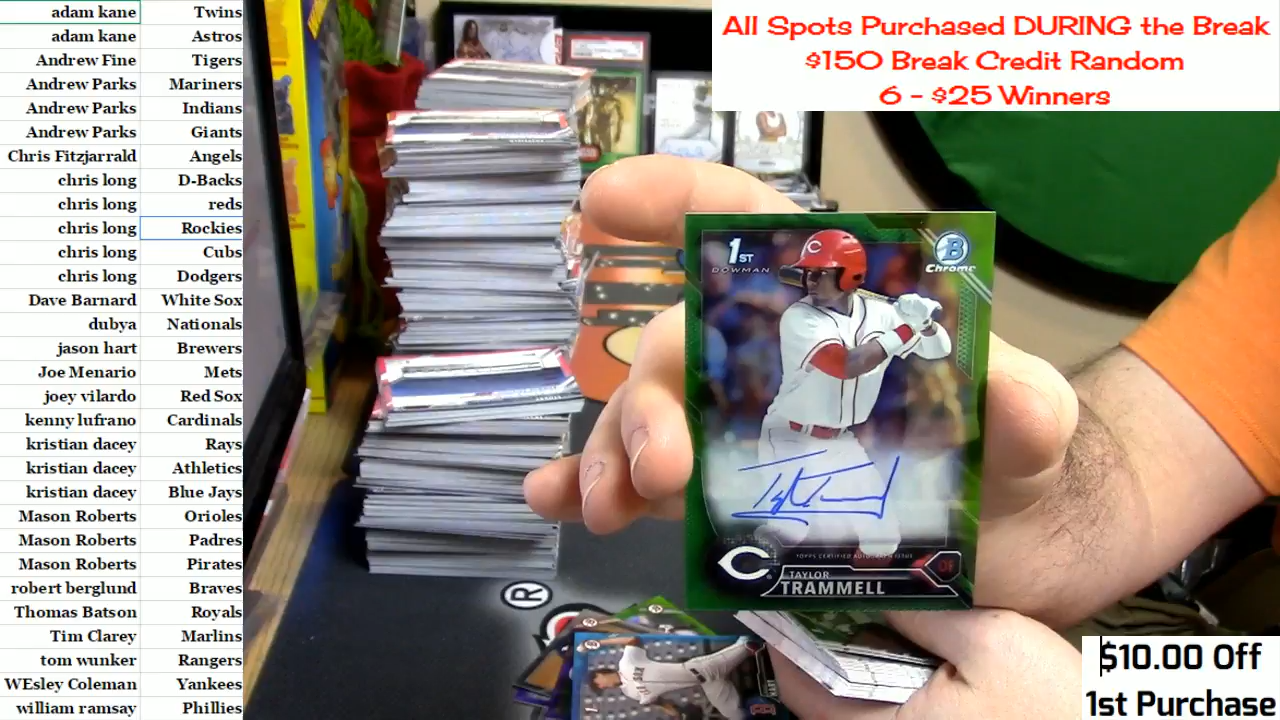 adam kane Twins
adam kane Astros
Andrew Fine Tigers
Andrew Parks Mariners
Andrew Parks Indians
Andrew Parks Giants
Chris Fitzjarrald Angels
chris long D-Backs
chris long reds
chris long Rockies
chris long Cubs
chris long Dodgers
Dave Barnard White Sox
dubya Nationals
jason hart Brewers
Joe Menario Mets
joey vilardo Red Sox
kenny lufrano Cardinals
kristian dacey Rays
kristian dacey Athletics
kristian dacey Blue Jays
Mason Roberts Orioles
Mason Roberts Padres
Mason Roberts Pirates
robert berglund Braves
Thomas Batson Royals
Tim Clarey Marlins
tom wunker Rangers
WEsley Coleman Yankees
william ramsay Phillies
All Spots Purchased DURING the Break
$150 Break Credit Random
6 - $25 Winners
1ST
BOWMAN
B
Chrome
C
TOPPS CERTIFIED AUTOGRAPH ISSUE
C
OF
TAYLOR
TRAMMELL
®
$10.00 Off
1st Purchase